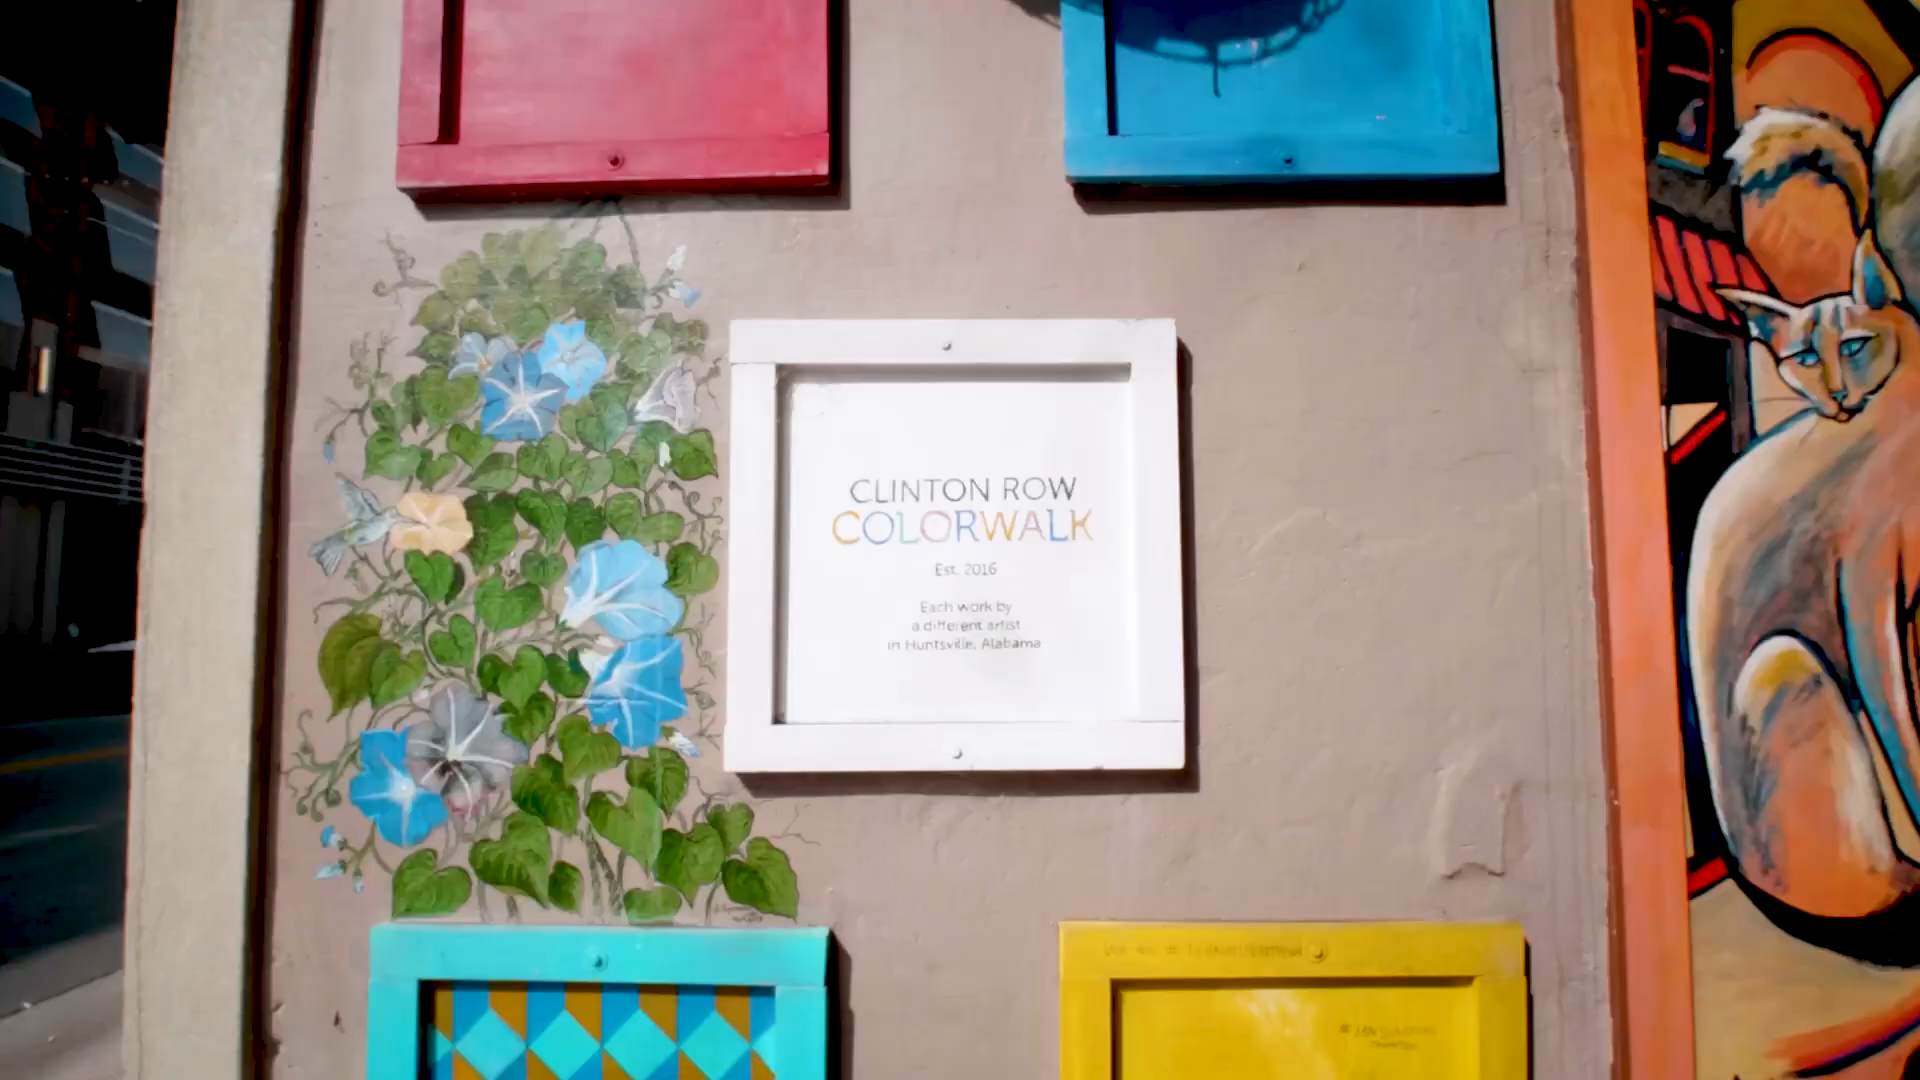 CLINTON ROW
COLORWALK
Est. 2016
Each work by
a different artist
in Huntsville, Alabama